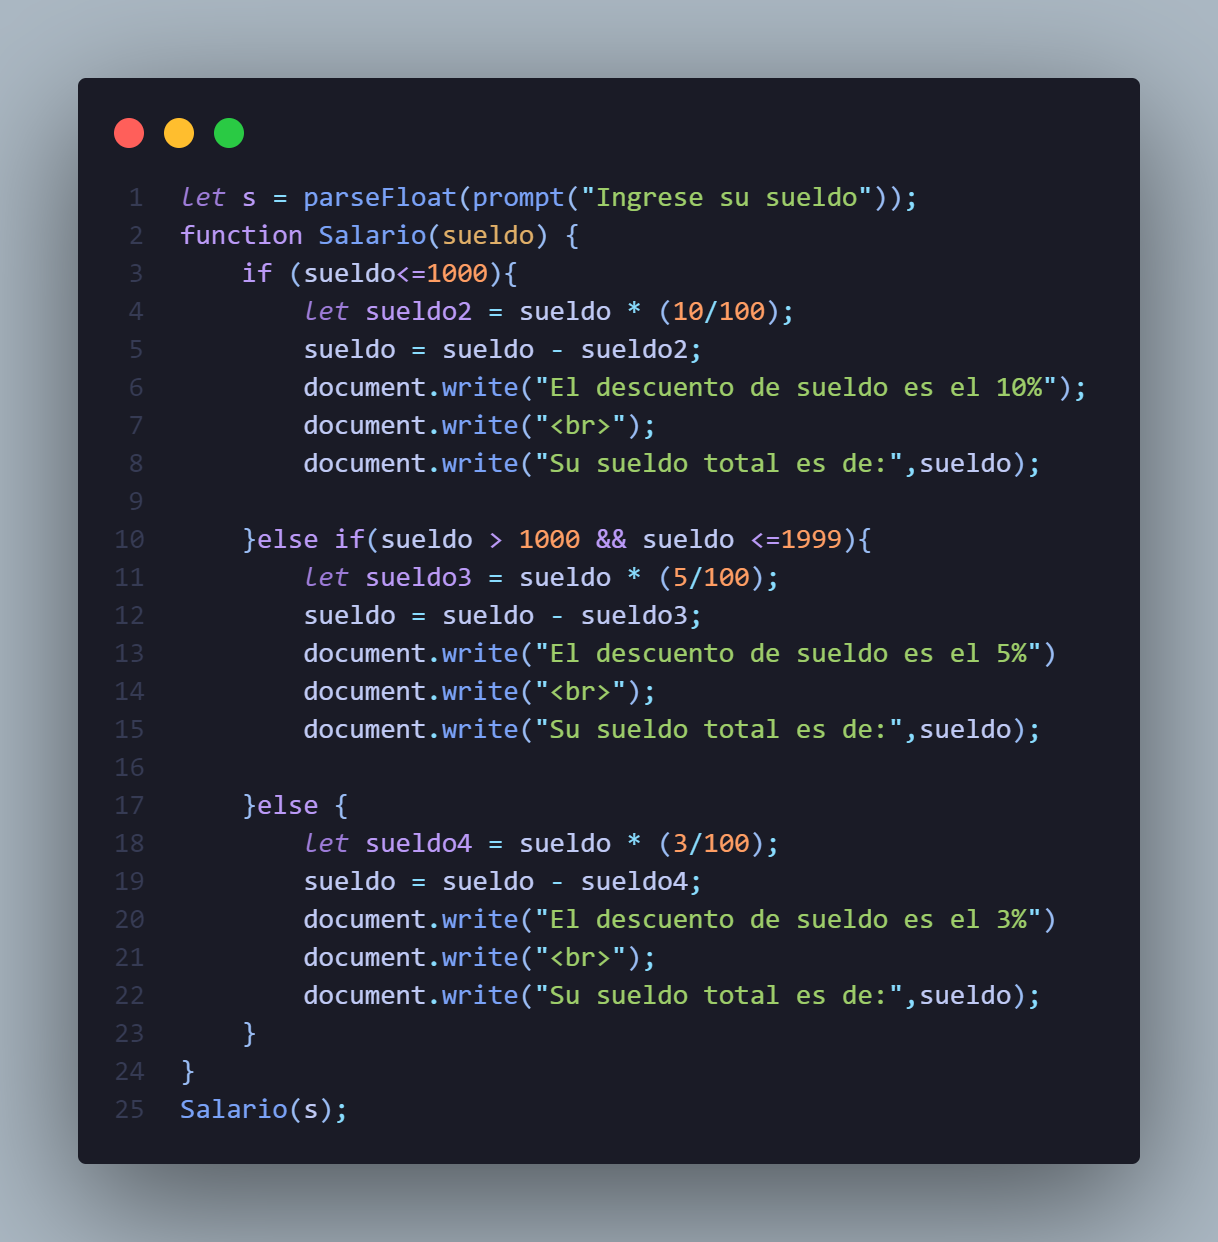 1 let s = parseFloat(prompt("Ingrese su sueldo"));
2 function Salario(sueldo) {
3     if (sueldo<=1000){
4         let sueldo2 = sueldo * (10/100);
5         sueldo = sueldo - sueldo2;
6         document.write("El descuento de sueldo es el 10%");
7         document.write("<br>");
8         document.write("Su sueldo total es de:",sueldo);
9
10     }else if(sueldo > 1000 && sueldo <=1999){
11         let sueldo3 = sueldo * (5/100);
12         sueldo = sueldo - sueldo3;
13         document.write("El descuento de sueldo es el 5%")
14         document.write("<br>");
15         document.write("Su sueldo total es de:",sueldo);
16
17     }else {
18         let sueldo4 = sueldo * (3/100);
19         sueldo = sueldo - sueldo4;
20         document.write("El descuento de sueldo es el 3%")
21         document.write("<br>");
22         document.write("Su sueldo total es de:",sueldo);
23     }
24 }
25 Salario(s);